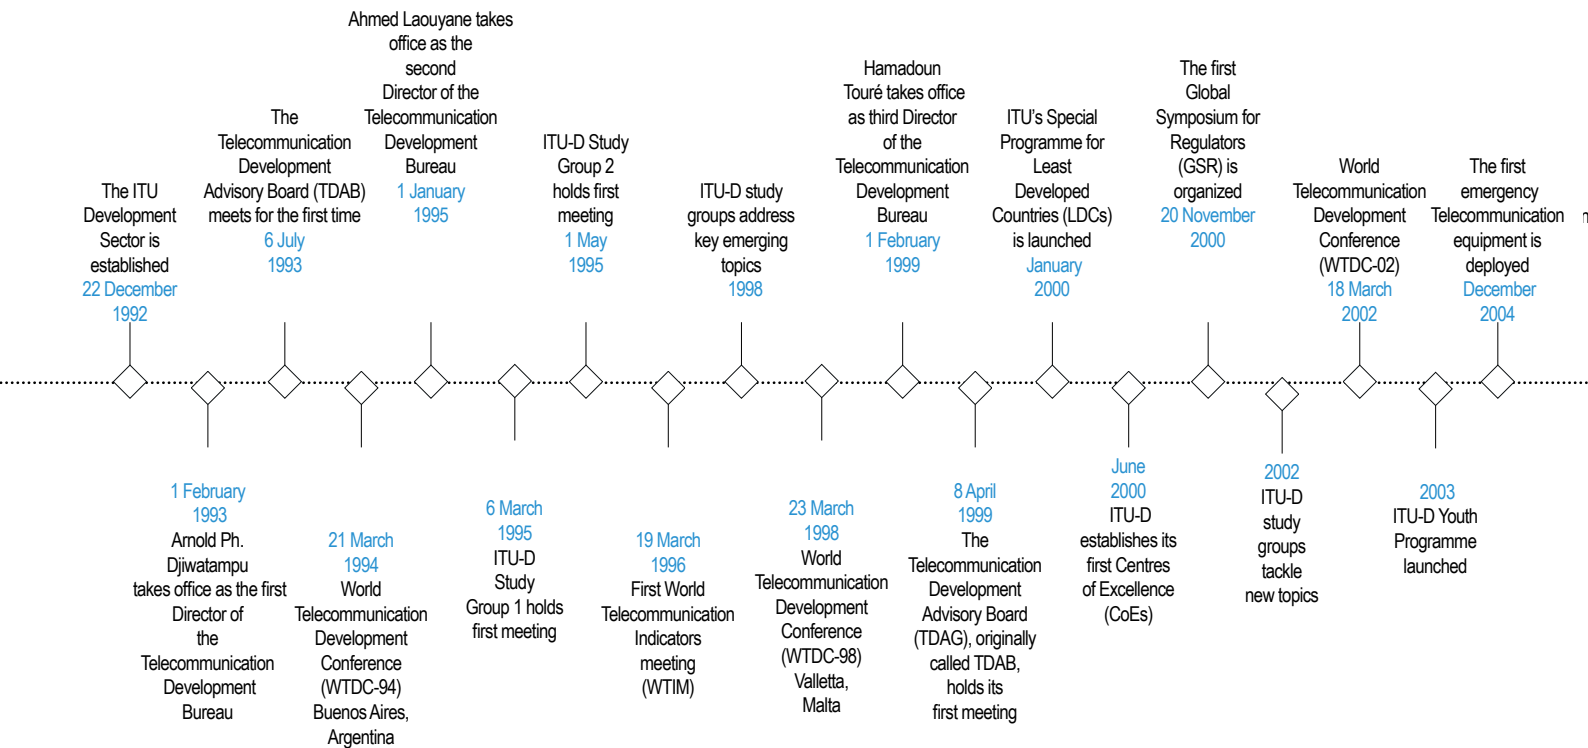 The ITU
Development
Sector is
established
22 December
1992
1 February
1993
Arnold Ph.
Djiwatampu
takes office as the first
Director of
the
Telecommunication
Development
Bureau
The
Telecommunication
Development
Advisory Board (TDAB)
meets for the first time
6 July
1993
21 March
1994
World
Telecommunication
Development
Conference
(WTDC-94)
Buenos Aires,
Argentina
Ahmed Laouyane takes
office as the
second
Director of the
Telecommunication
Development
Bureau
1 January
1995
6 March
1995
ITU-D
Study
Group 1 holds
first meeting
ITU-D Study
Group 2
holds first
meeting
1 May
1995
19 March
1996
First World
Telecommunication
Indicators
meeting
(WTIM)
ITU-D study
groups address
key emerging
topics
1998
23 March
1998
World
Telecommunication
Development
Conference
(WTDC-98)
Valletta,
Malta
Hamadoun
Touré takes office
as third Director
of the
Telecommunication
Development
Bureau
1 February
1999
8 April
1999
The
Telecommunication
Development
Advisory Board
(TDAG), originally
called TDAB,
holds its
first meeting
ITU's Special
Programme for
Least
Developed
Countries (LDCs)
is launched
January
2000
June
2000
ITU-D
establishes its
first Centres
of Excellence
(CoEs)
The first
Global
Symposium for
Regulators
(GSR) is
organized
20 November
2000
2002
ITU-D
study
groups
tackle
new topics
World
Telecommunication
Development
Conference
(WTDC-02)
18 March
2002
2003
ITU-D Youth
Programme
launched
The first
emergency
Telecommunication
equipment is
deployed
December
2004